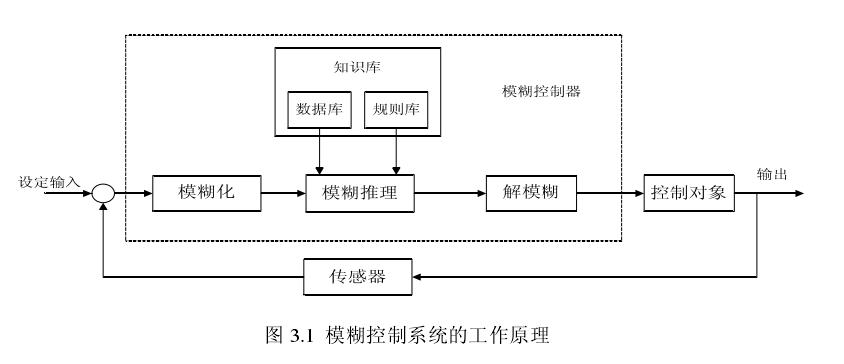 知识库
模糊控制器
数据库
规则库
设定输入
模糊化
模糊推理
解模糊
控制对象
输出
传感器
图 3.1 模糊控制系统的工作原理